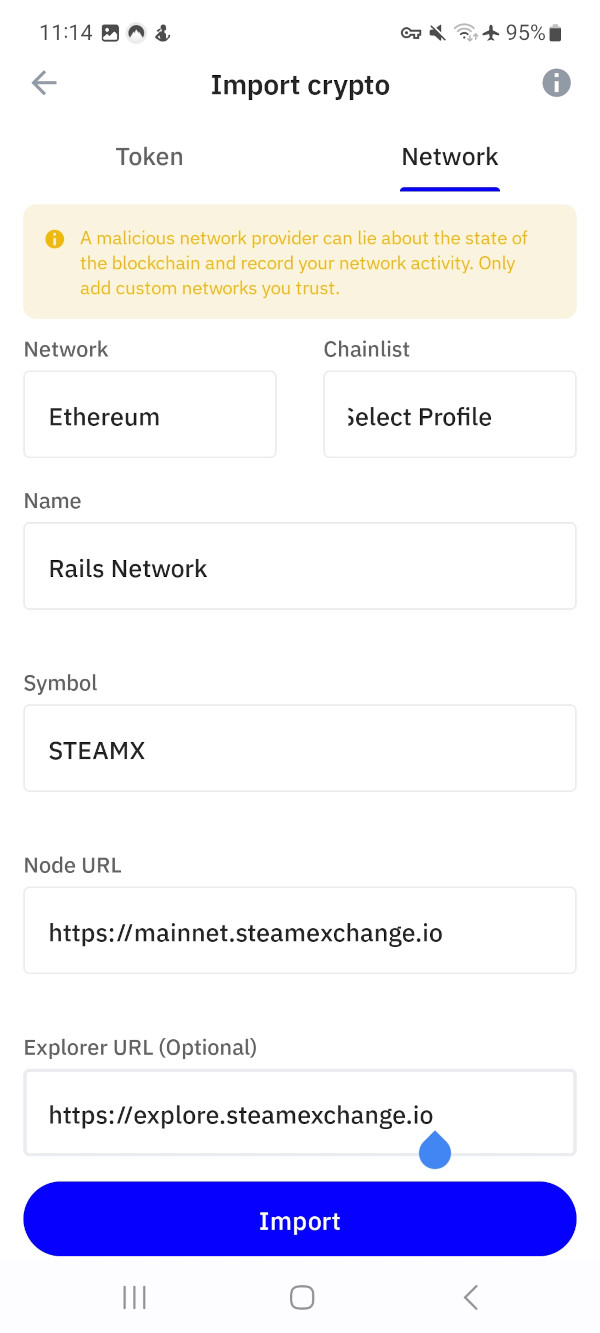 11:14
95%
Import crypto
Token
Network
A malicious network provider can lie about the state of
the blockchain and record your network activity. Only
add custom networks you trust.
Network
Chainlist
Ethereum
Select Profile
Name
Rails Network
Symbol
STEAMX
Node URL
https://mainnet.steamexchange.io
Explorer URL (Optional)
https://explore.steamexchange.io
Import